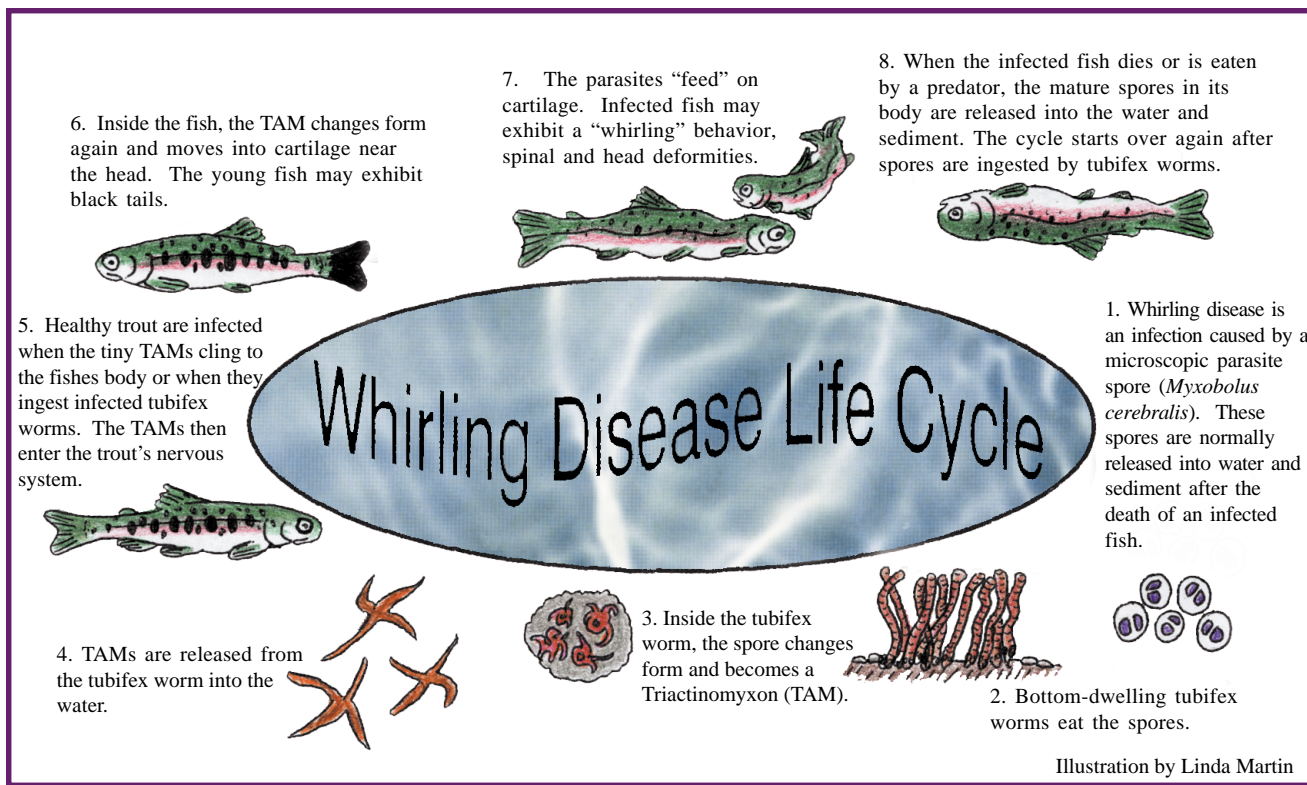 Whirling Disease Life Cycle
1. Whirling disease is
an infection caused by a
microscopic parasite
spore (Myxobolus
cerebralis). These
spores are normally
released into water and
sediment after the
death of an infected
fish.
2. Bottom-dwelling tubifex
worms eat the spores.
3. Inside the tubifex
worm, the spore changes
form and becomes a
Triactinomyxon (TAM).
4. TAMs are released from
the tubifex worm into the
water.
5. Healthy trout are infected
when the tiny TAMs cling to
the fishes body or when they
ingest infected tubifex
worms. The TAMs then
enter the trout's nervous
system.
6. Inside the fish, the TAM changes form
again and moves into cartilage near
the head. The young fish may exhibit
black tails.
7. The parasites “feed” on
cartilage. Infected fish may
exhibit a “whirling” behavior,
spinal and head deformities.
8. When the infected fish dies or is eaten
by a predator, the mature spores in its
body are released into the water and
sediment. The cycle starts over again after
spores are ingested by tubifex worms.
Illustration by Linda Martin